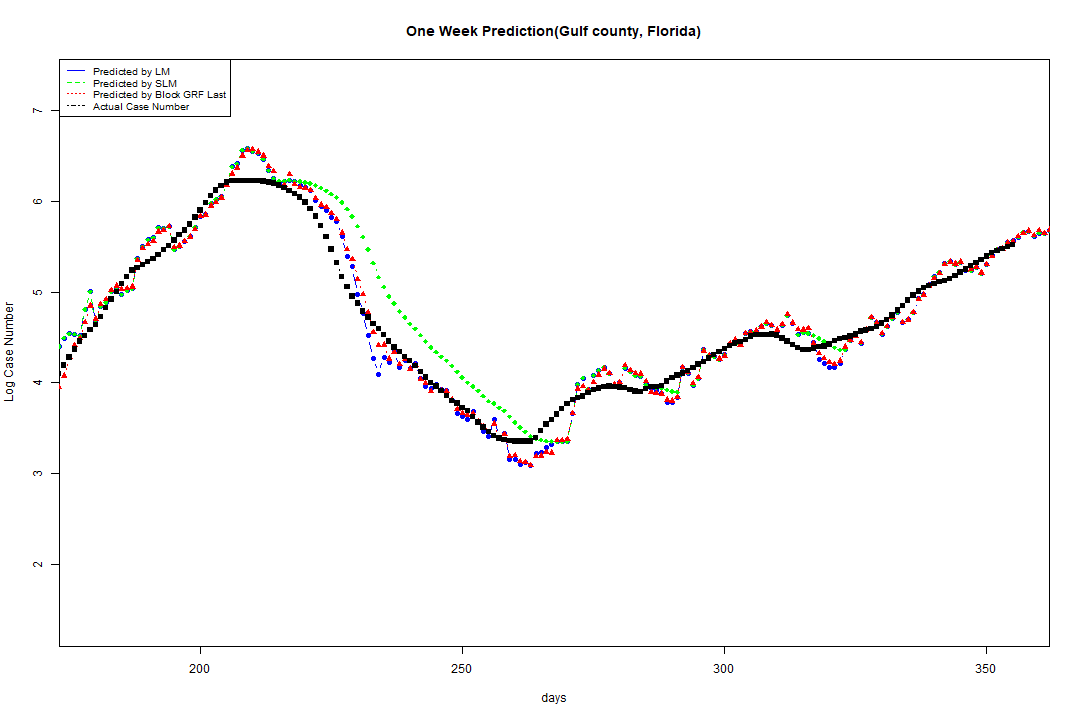 One Week Prediction(Gulf county, Florida)
Predicted by LM
Predicted by SLM
Predicted by Block GRF Last
Actual Case Number
7
6
5
4
3
2
Log Case Number
200 250 300 350
days